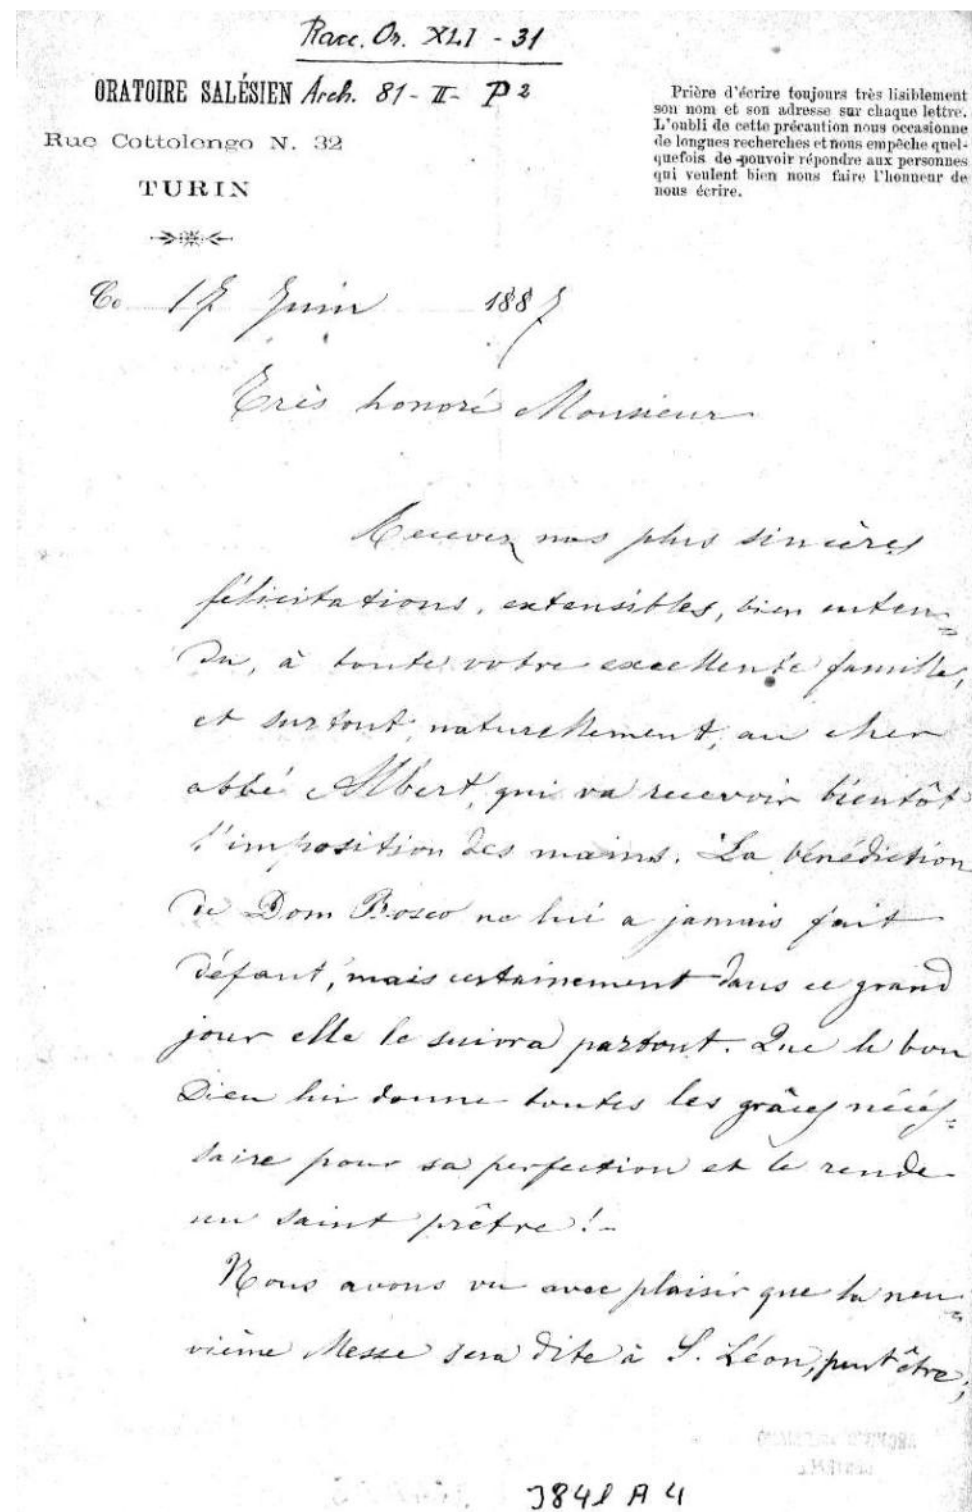 Race. Or. XLI - 31
ORATOIRE SALÉSIEN Arch. 81 - II - P 2
Rue Cottolengo N. 32
TURIN
Prière d'écrire toujours très lisiblement
son nom et son adresse sur chaque lettre.
L'oubli de cette précaution nous occasionne
de longues recherches et nous empêche quel-
quefois de pouvoir répondre aux personnes
qui veulent bien nous faire l'honneur de
nous écrire.
Ce 17 Juin 1887
Très honoré Monsieur
Recevez nos plus sincères
félicitations, extensibles, bien enten=
du, à toute votre excellente famille,
et surtout, naturellement, au cher
abbé Albert, qui va recevoir bientôt
l'imposition des mains. La bénédiction
de Dom Bosco ne lui a jamais fait
défaut, mais certainement dans ce grand
jour elle le suivra partout. Que le bon
Dieu lui donne toutes les grâces néces=
saire pour sa perfection et le rende
un saint prêtre! -
Nous avons vu avec plaisir que la neu=
vième Messe sera dite à S. Léon, peut être,
3841 A 4